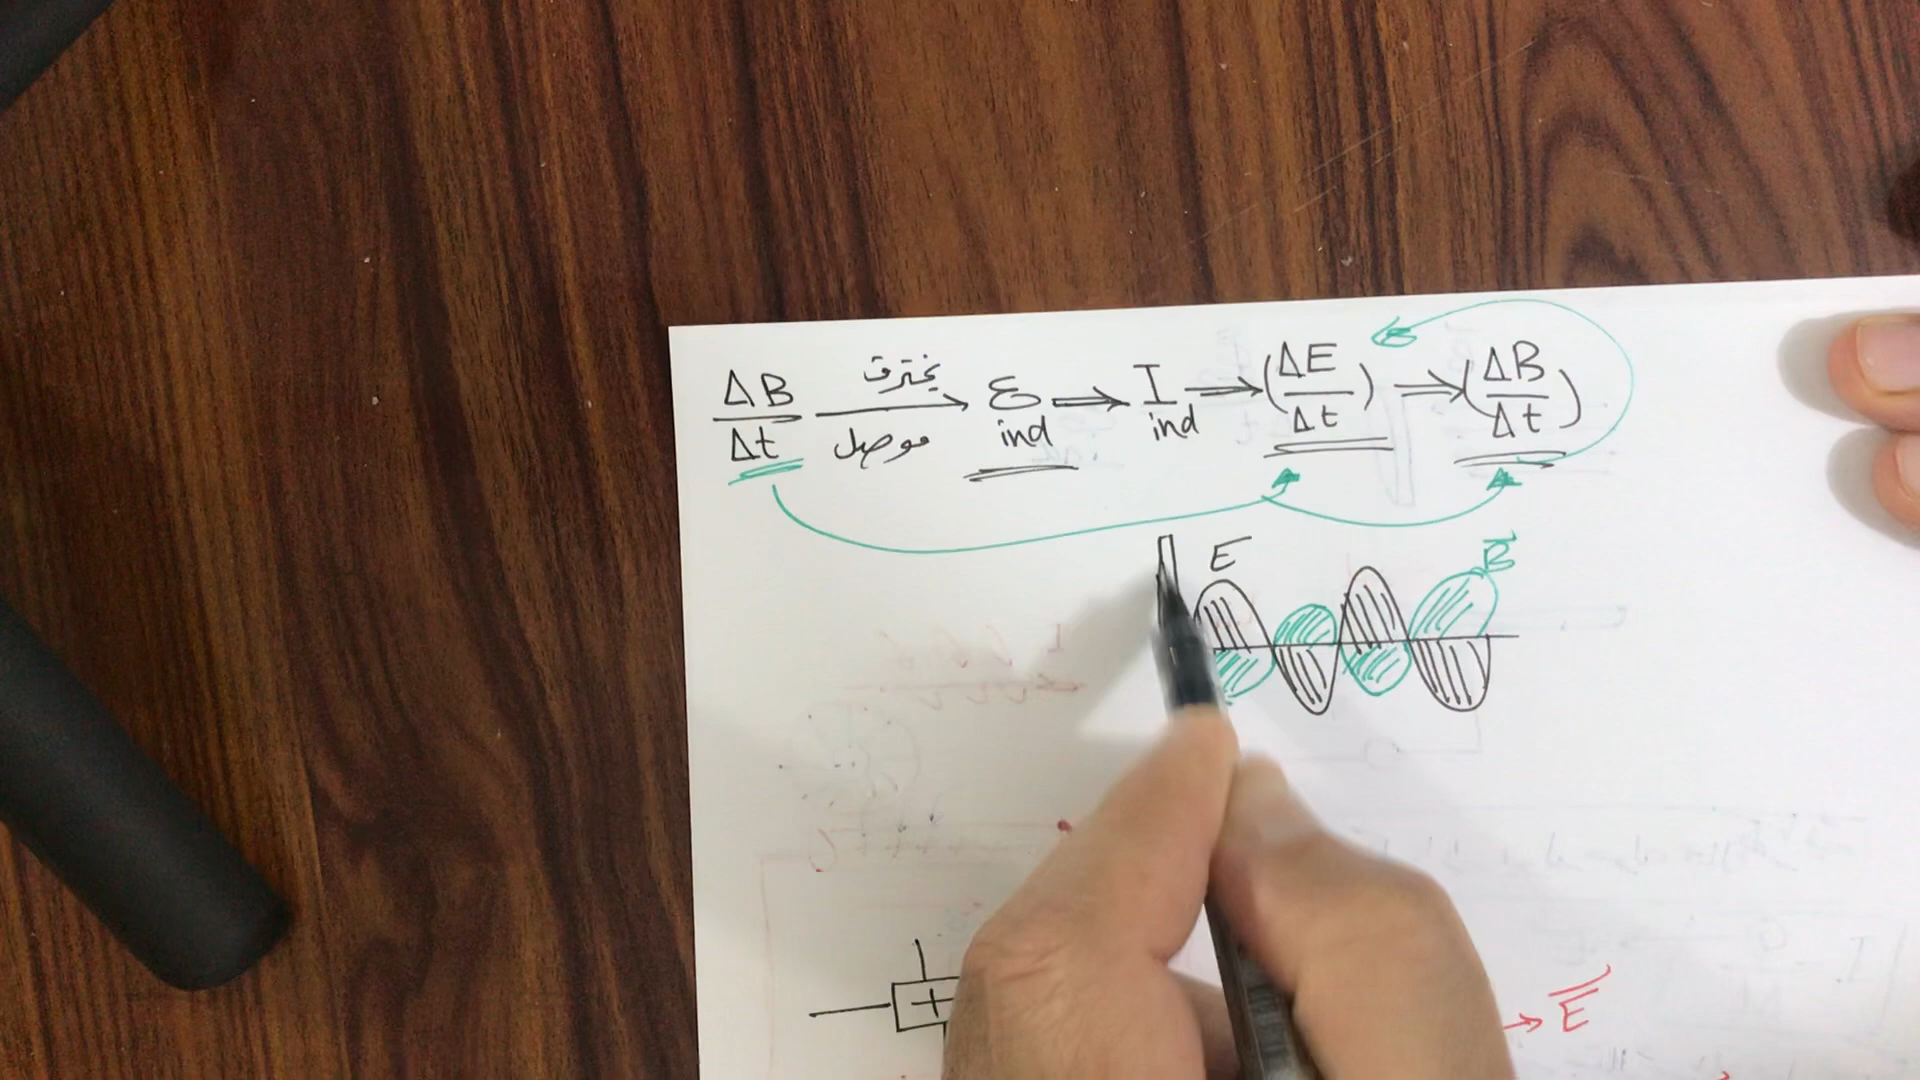 ΔB/Δt يخترق موصل → ε ind ⇒ I ind ⇒ (ΔE/Δt) ⇒ (ΔB/Δt)
E B⃗
+
→ E⃗